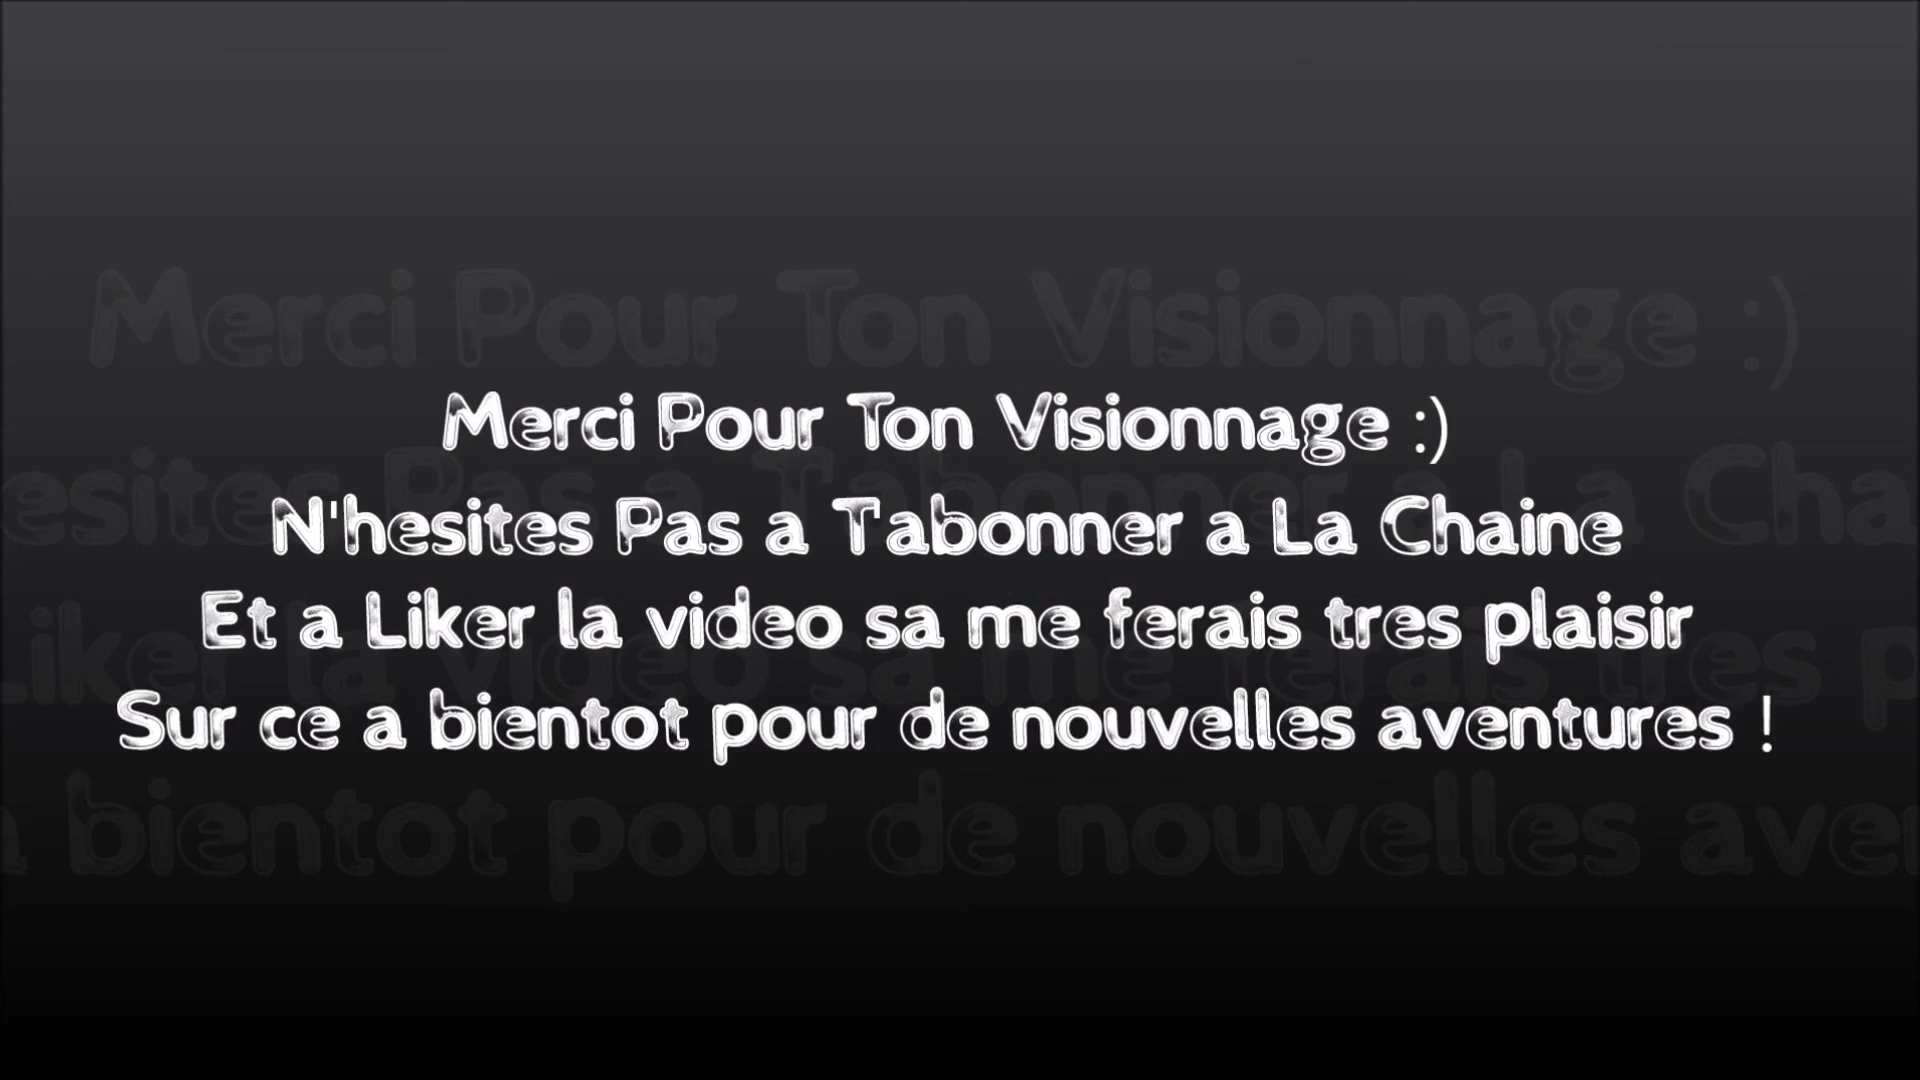 Merci Pour Ton Visionnage :)
N'hesites Pas a T'abonner a La Chaine
Et a Liker la video sa me ferais tres plaisir
Sur ce a bientot pour de nouvelles aventures !